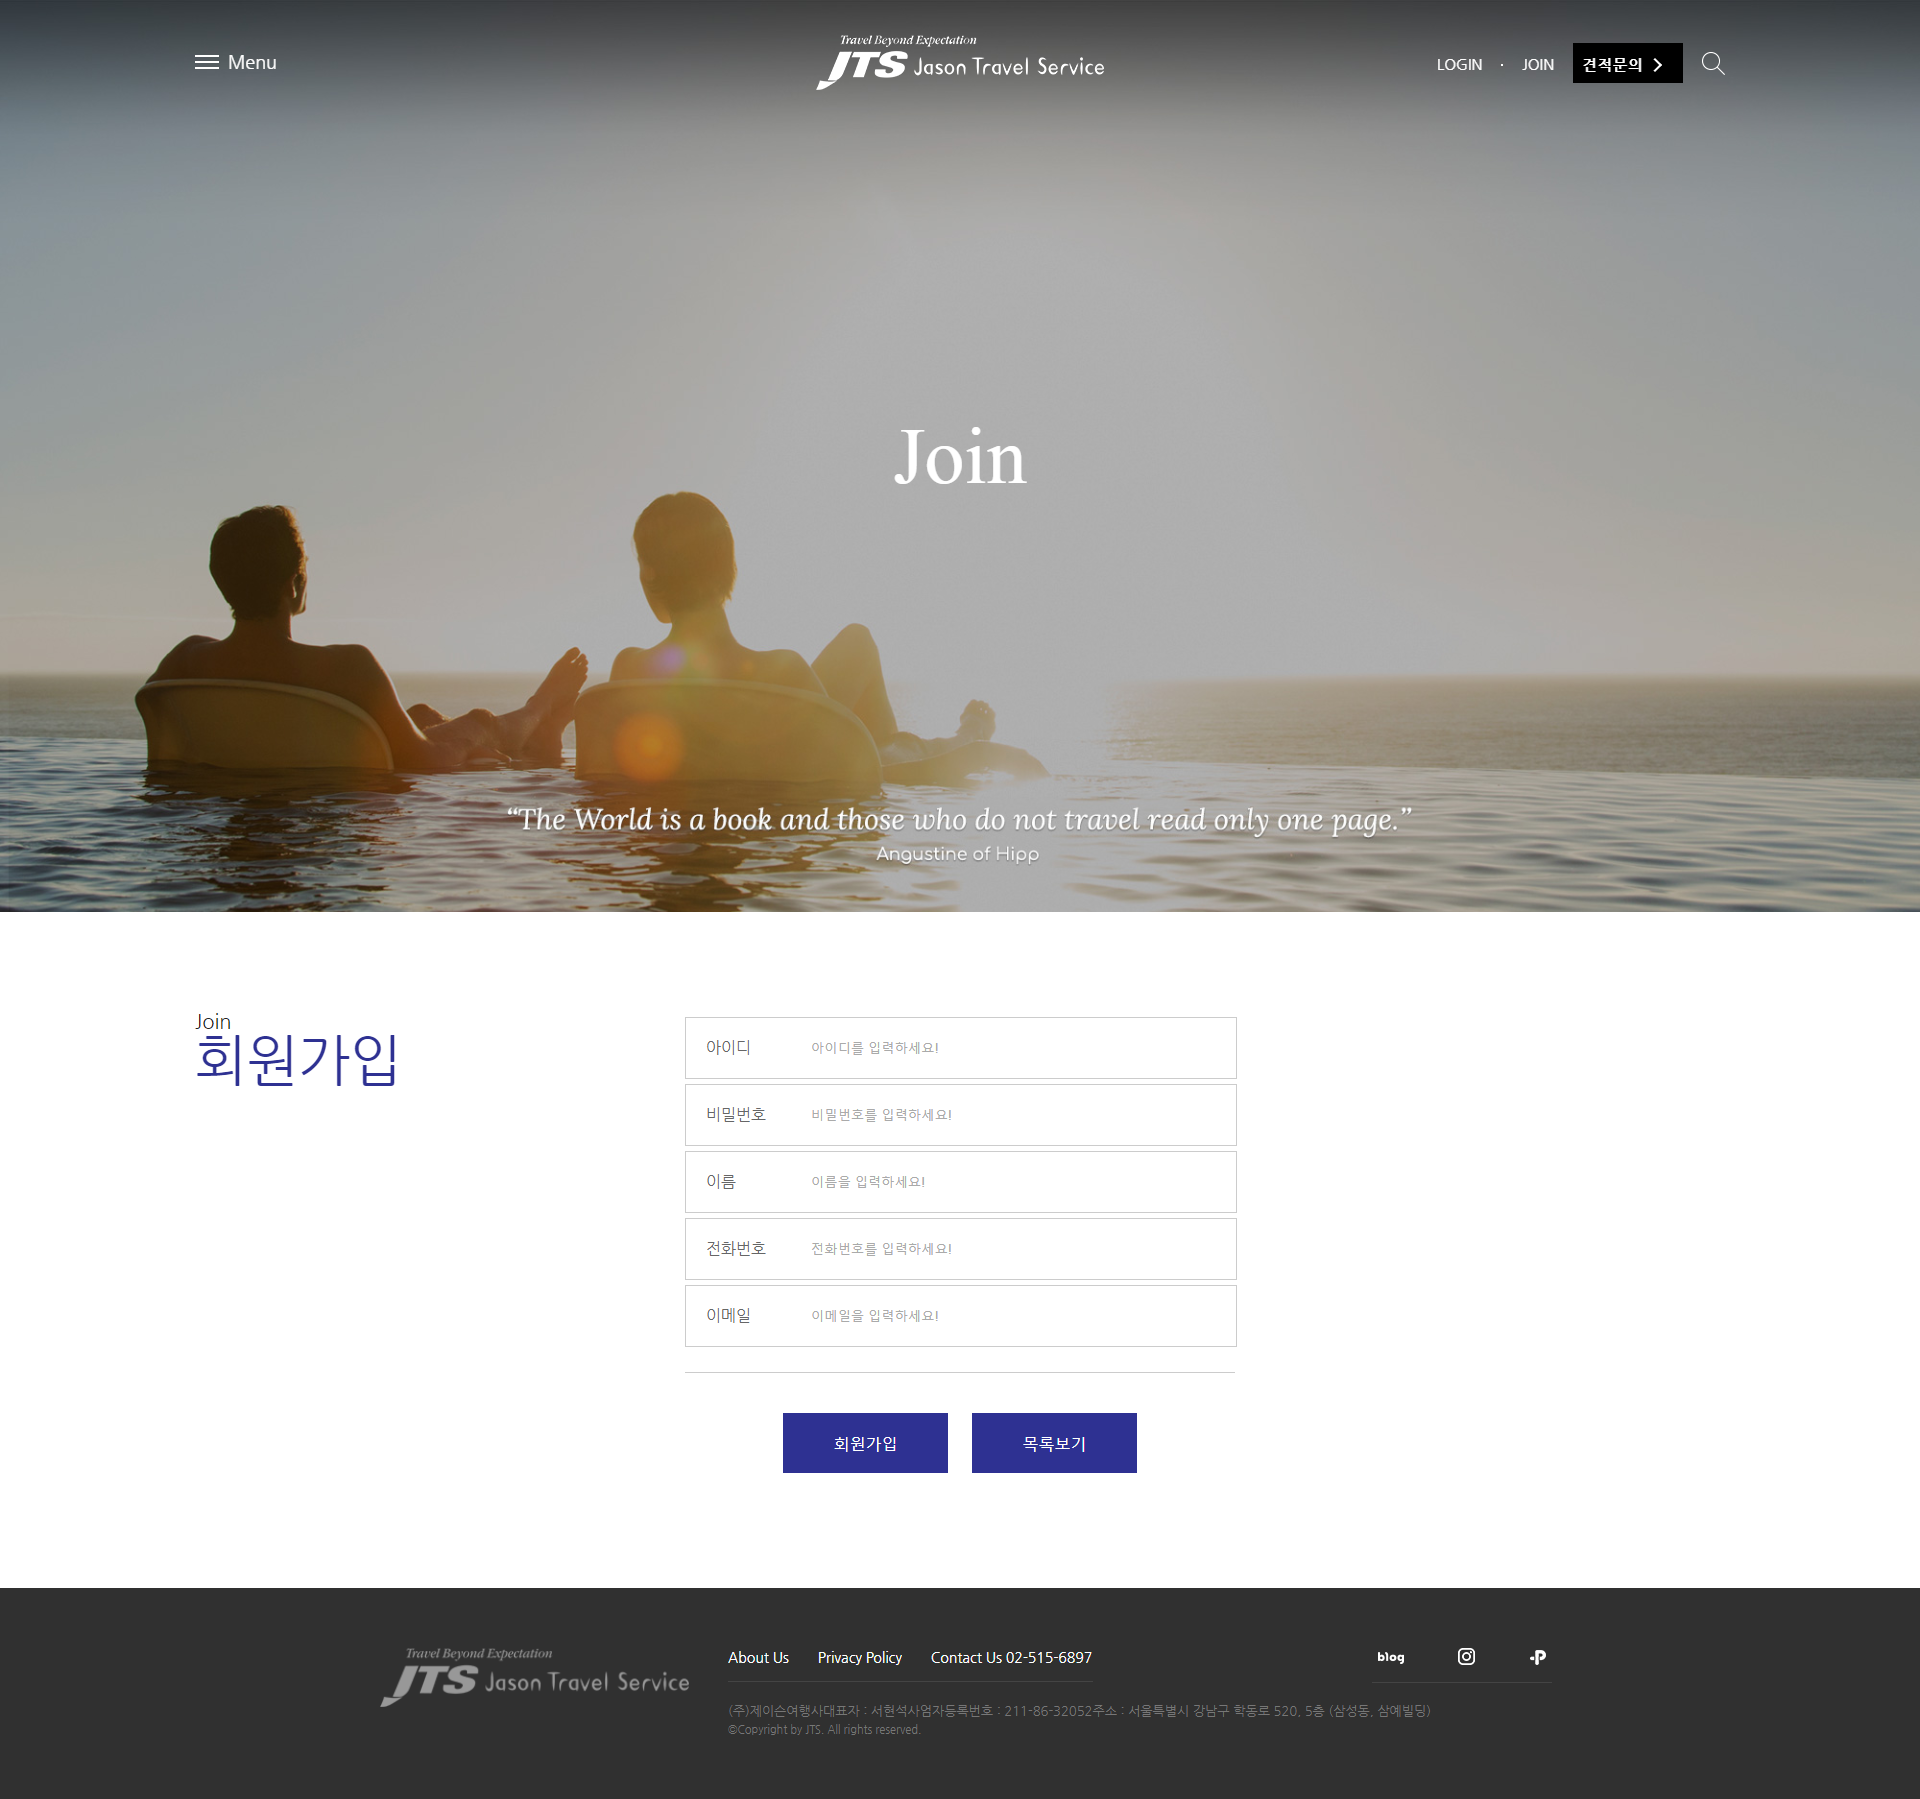 Menu
Travel Beyond Expectation
JTS Jason Travel Service
LOGIN · JOIN 견적문의
Join
“The World is a book and those who do not travel read only one page.”
Angustine of Hipp
Join
회원가입
아이디 아이디를 입력하세요!
비밀번호 비밀번호를 입력하세요!
이름 이름을 입력하세요!
전화번호 전화번호를 입력하세요!
이메일 이메일을 입력하세요!
회원가입 목록보기
Travel Beyond Expectation
JTS Jason Travel Service
About Us Privacy Policy Contact Us 02-515-6897
blog
(주)제이슨여행사대표자 : 서현석사업자등록번호 : 211-86-32052주소 : 서울특별시 강남구 학동로 520, 5층 (삼성동, 삼예빌딩)
©Copyright by JTS. All rights reserved.